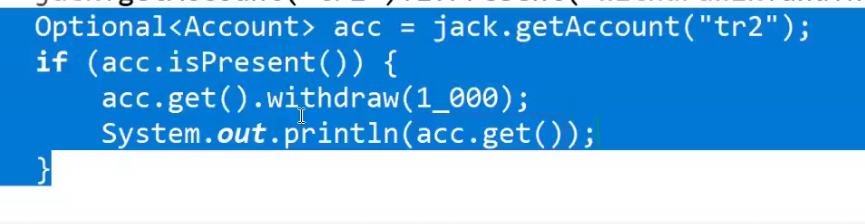 Optional<Account> acc = jack.getAccount("tr2");
if (acc.isPresent()) {
acc.get().withdraw(1_000);
System.out.println(acc.get());
}